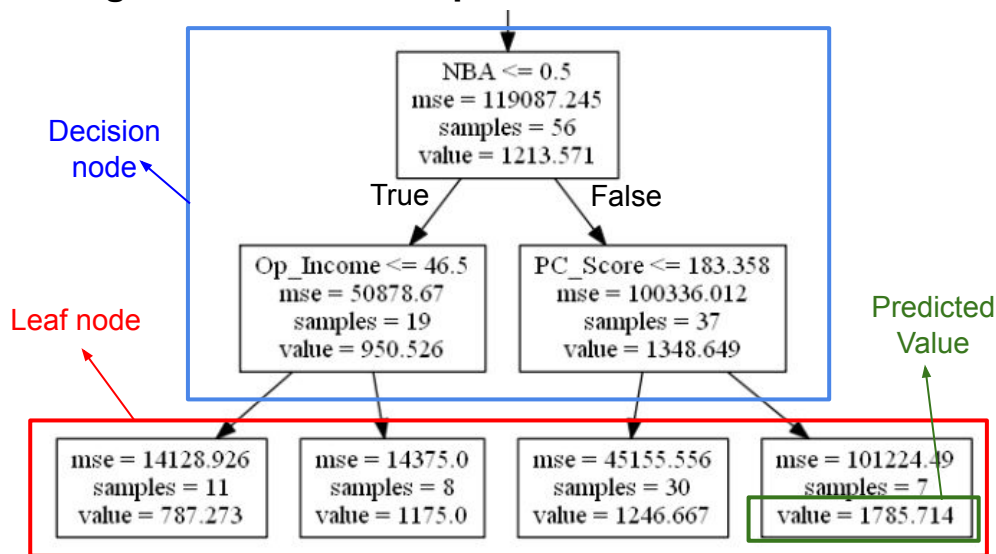 NBA <= 0.5
mse = 119087.245
samples = 56
value = 1213.571
Decision
node
True
False
Op_Income <= 46.5
mse = 50878.67
samples = 19
value = 950.526
PC_Score <= 183.358
mse = 100336.012
samples = 37
value = 1348.649
Leaf node
Predicted
Value
mse = 14128.926
samples = 11
value = 787.273
mse = 14375.0
samples = 8
value = 1175.0
mse = 45155.556
samples = 30
value = 1246.667
mse = 101224.49
samples = 7
value = 1785.714